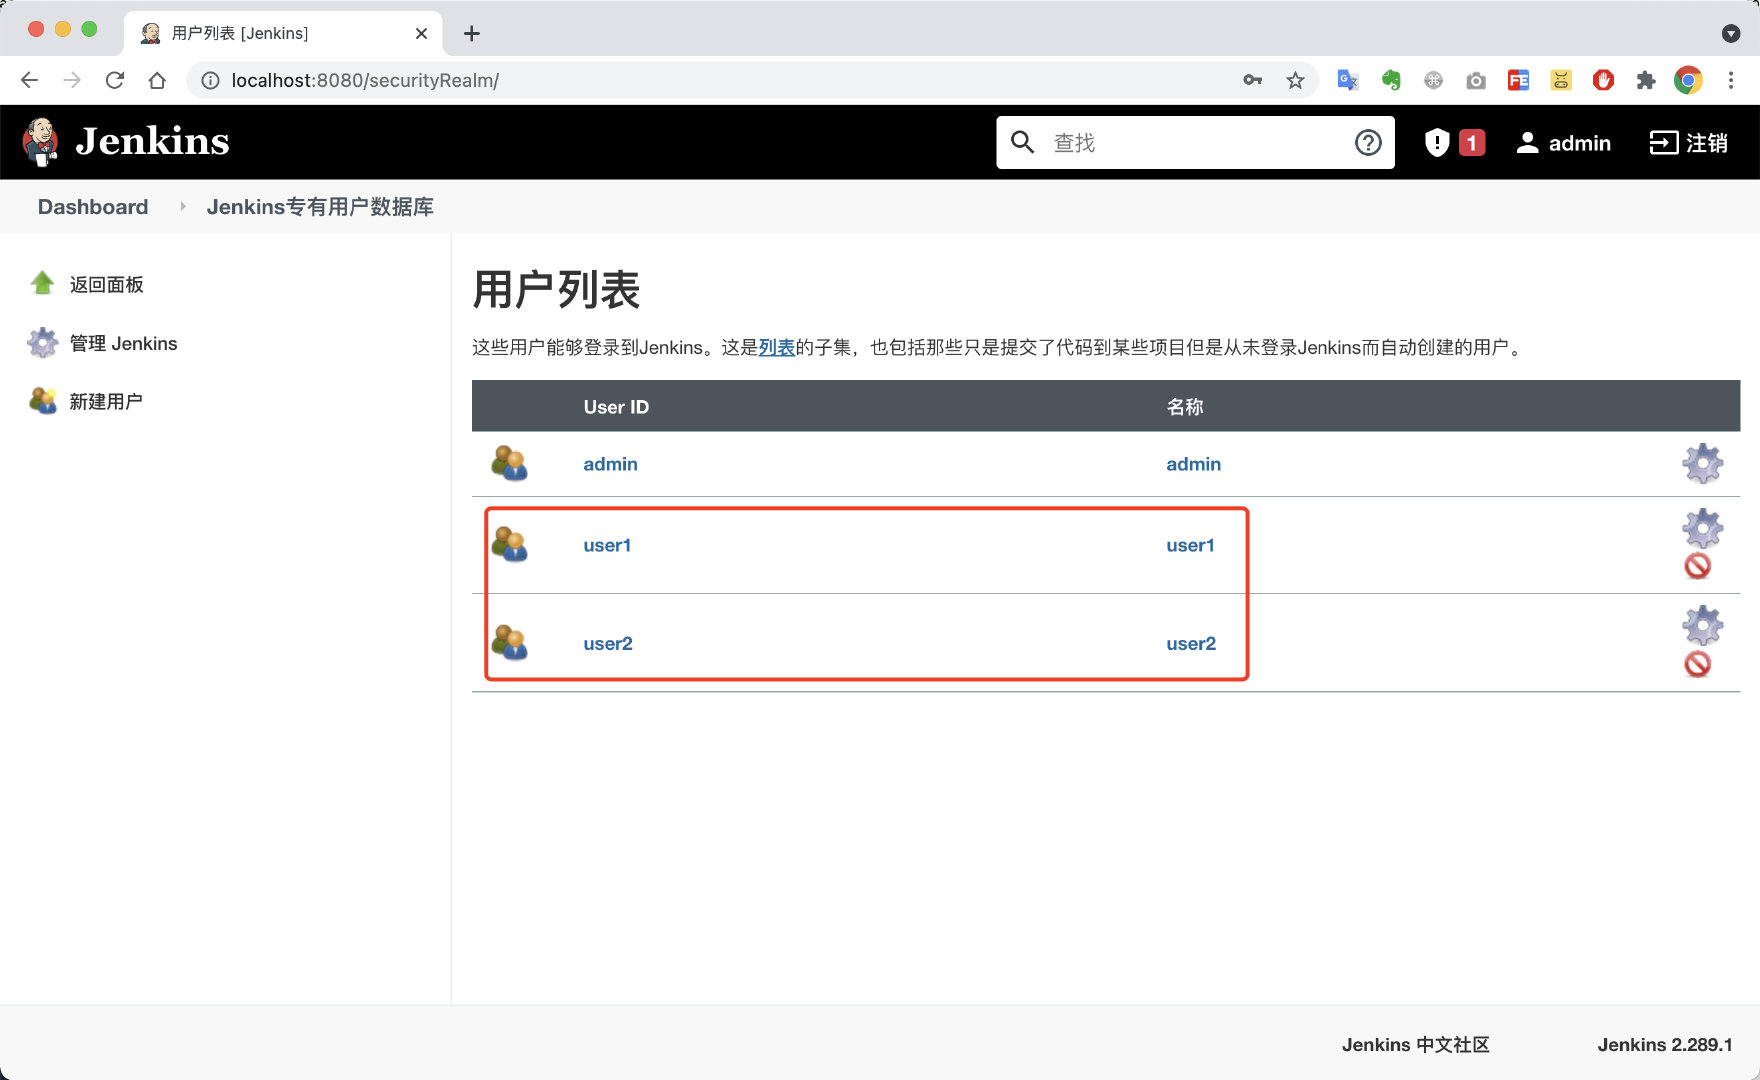 用户列表 [Jenkins]
localhost:8080/securityRealm/
Jenkins
查找
1
admin
注销
Dashboard
Jenkins专有用户数据库
返回面板
管理 Jenkins
新建用户
用户列表
这些用户能够登录到Jenkins。这是列表的子集，也包括那些只是提交了代码到某些项目但是从未登录Jenkins而自动创建的用户。
User ID 名称
admin admin
user1 user1
user2 user2
Jenkins 中文社区
Jenkins 2.289.1